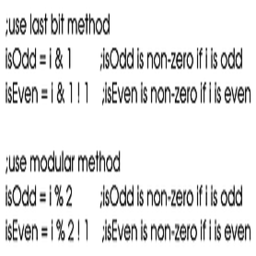 ;use last bit method
isOdd = i & 1 ;isOdd is non-zero if i is odd
isEven = i & 1 ! 1 ;isEven is non-zero if i is even
;use modular method
isOdd = i % 2 ;isOdd is non-zero if i is odd
isEven = i % 2 ! 1 ;isEven is non-zero if i is even